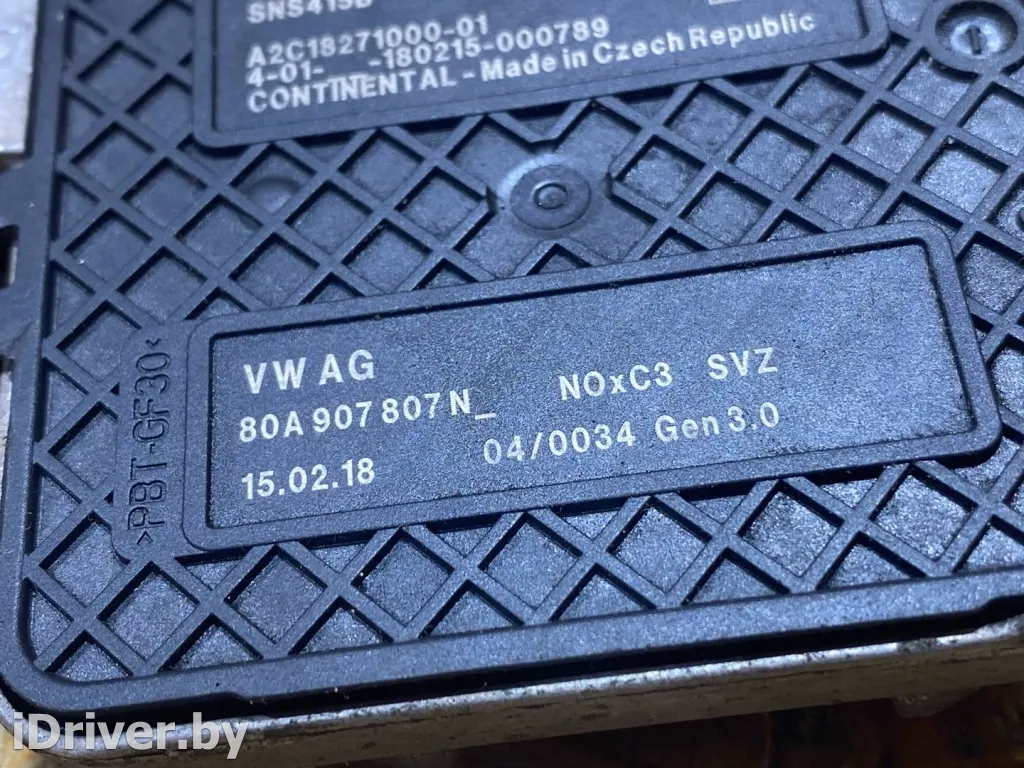 SNS415B
A2C18271000-01
4-01- -180215-000789
CONTINENTAL - Made in Czech Republic
VW AG
80A 907 807 N_ NOxC3 SVZ
15.02.18 04/0034 Gen 3.0
>PBT-GF30<
iDriver.by